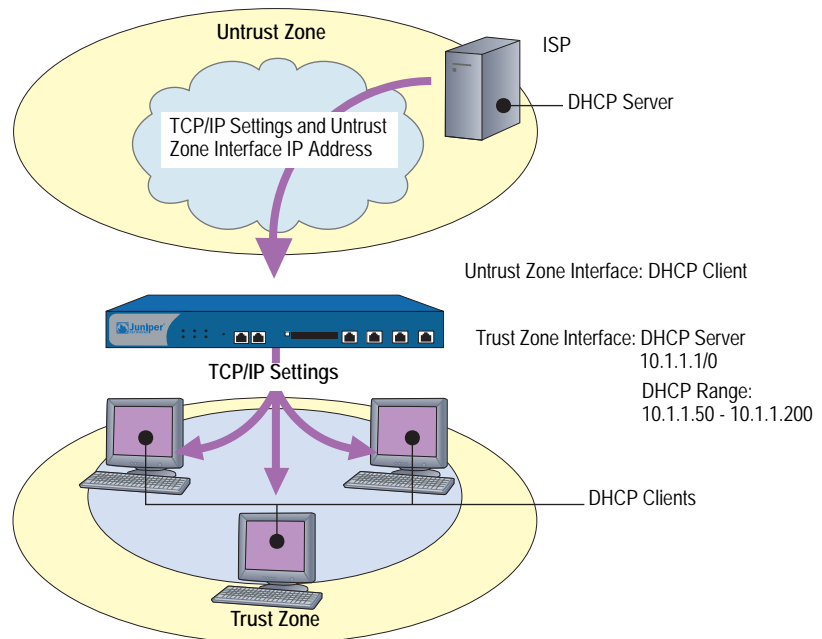 Untrust Zone
ISP
DHCP Server
TCP/IP Settings and Untrust
Zone Interface IP Address
Untrust Zone Interface: DHCP Client
Juniper
Trust Zone Interface: DHCP Server
10.1.1.1/0
DHCP Range:
10.1.1.50 - 10.1.1.200
TCP/IP Settings
DHCP Clients
Trust Zone